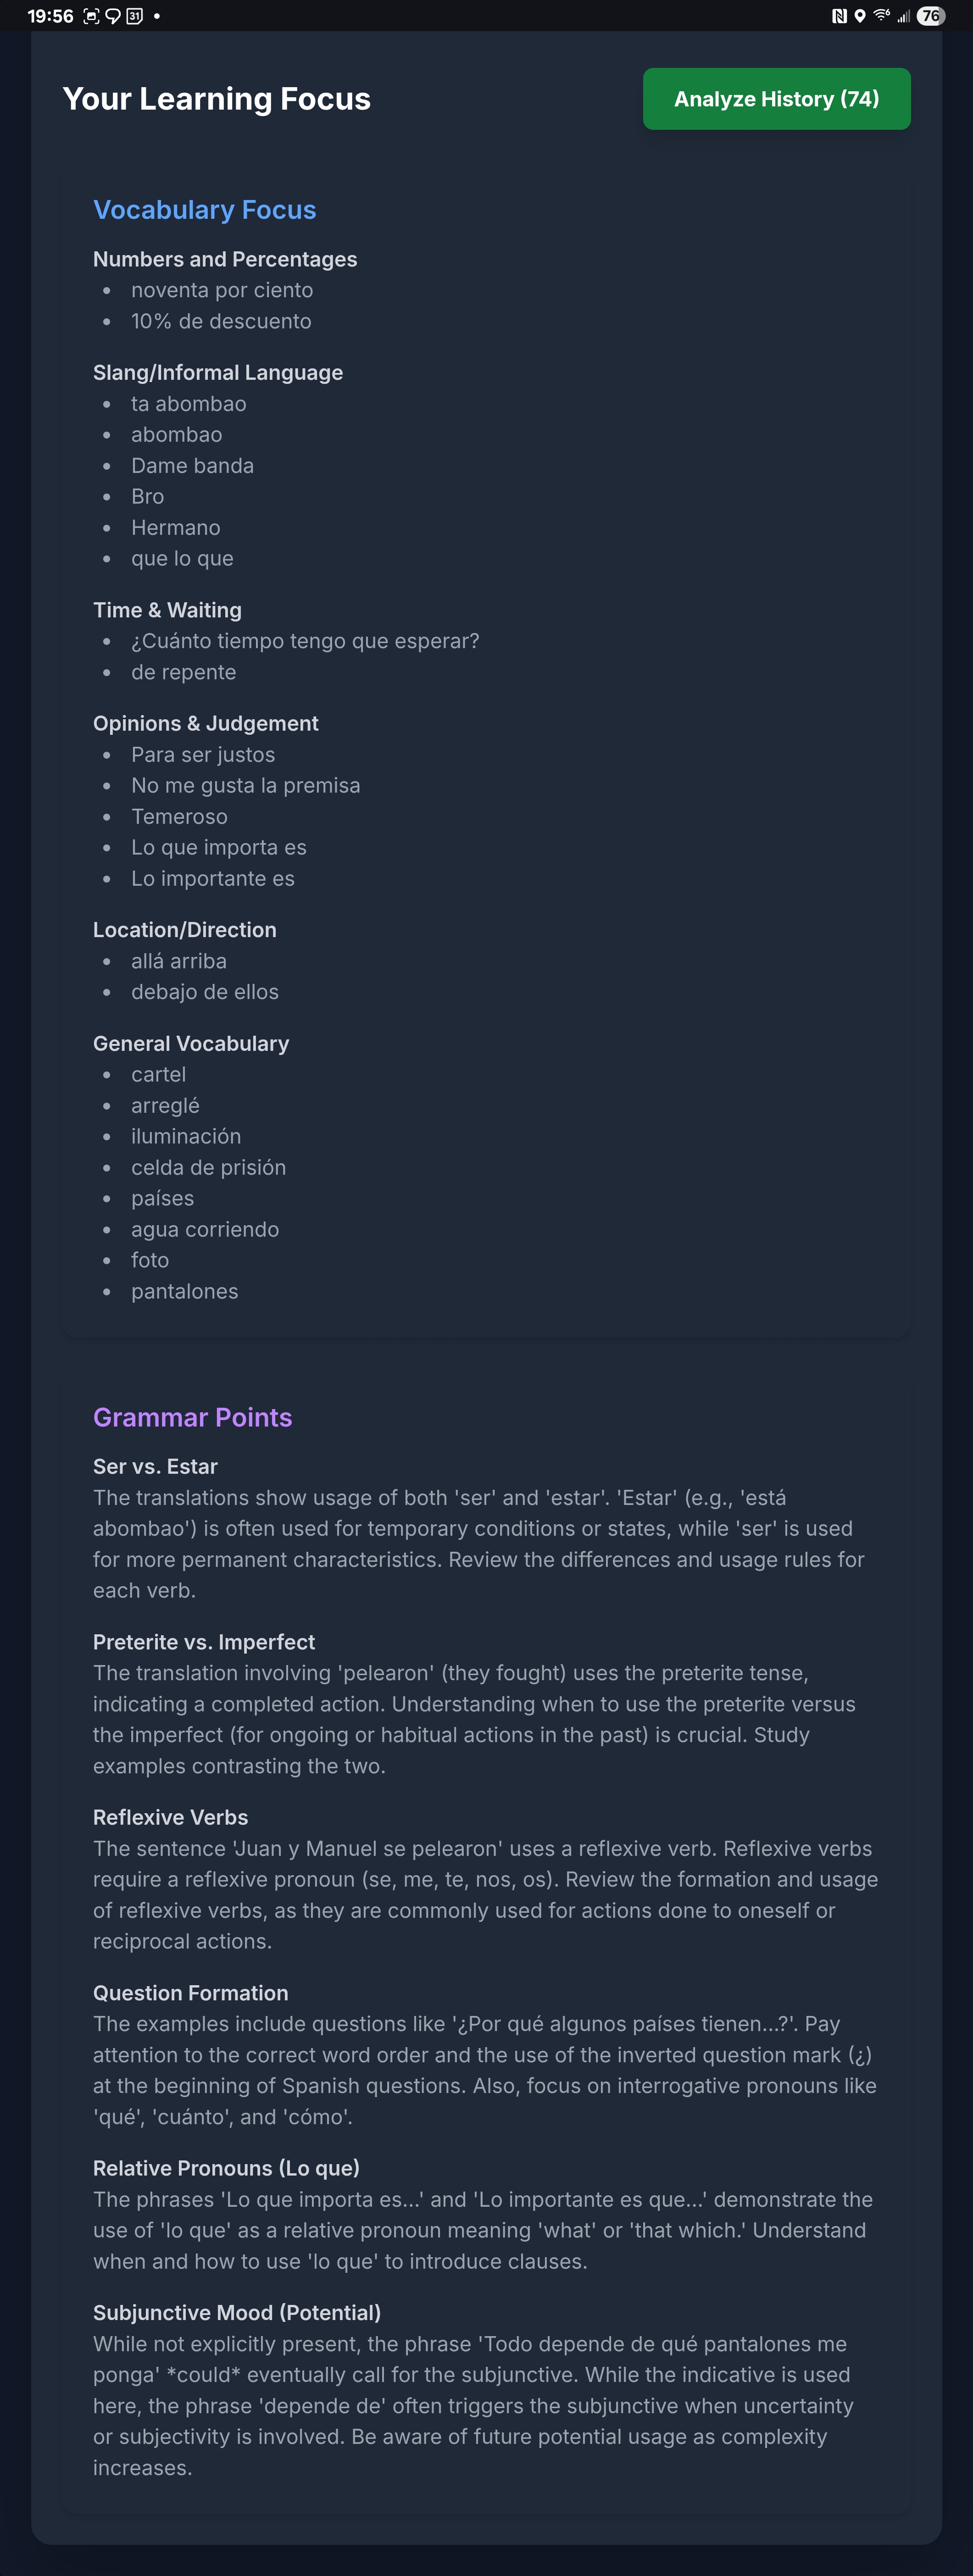 19:56
31
6
76
Your Learning Focus
Analyze History (74)
Vocabulary Focus
Numbers and Percentages
• noventa por ciento
• 10% de descuento
Slang/Informal Language
• ta abombao
• abombao
• Dame banda
• Bro
• Hermano
• que lo que
Time & Waiting
• ¿Cuánto tiempo tengo que esperar?
• de repente
Opinions & Judgement
• Para ser justos
• No me gusta la premisa
• Temeroso
• Lo que importa es
• Lo importante es
Location/Direction
• allá arriba
• debajo de ellos
General Vocabulary
• cartel
• arreglé
• iluminación
• celda de prisión
• países
• agua corriendo
• foto
• pantalones
Grammar Points
Ser vs. Estar
The translations show usage of both 'ser' and 'estar'. 'Estar' (e.g., 'está
abombao') is often used for temporary conditions or states, while 'ser' is used
for more permanent characteristics. Review the differences and usage rules for
each verb.
Preterite vs. Imperfect
The translation involving 'pelearon' (they fought) uses the preterite tense,
indicating a completed action. Understanding when to use the preterite versus
the imperfect (for ongoing or habitual actions in the past) is crucial. Study
examples contrasting the two.
Reflexive Verbs
The sentence 'Juan y Manuel se pelearon' uses a reflexive verb. Reflexive verbs
require a reflexive pronoun (se, me, te, nos, os). Review the formation and usage
of reflexive verbs, as they are commonly used for actions done to oneself or
reciprocal actions.
Question Formation
The examples include questions like '¿Por qué algunos países tienen...?'. Pay
attention to the correct word order and the use of the inverted question mark (¿)
at the beginning of Spanish questions. Also, focus on interrogative pronouns like
'qué', 'cuánto', and 'cómo'.
Relative Pronouns (Lo que)
The phrases 'Lo que importa es...' and 'Lo importante es que...' demonstrate the
use of 'lo que' as a relative pronoun meaning 'what' or 'that which.' Understand
when and how to use 'lo que' to introduce clauses.
Subjunctive Mood (Potential)
While not explicitly present, the phrase 'Todo depende de qué pantalones me
ponga' *could* eventually call for the subjunctive. While the indicative is used
here, the phrase 'depende de' often triggers the subjunctive when uncertainty
or subjectivity is involved. Be aware of future potential usage as complexity
increases.